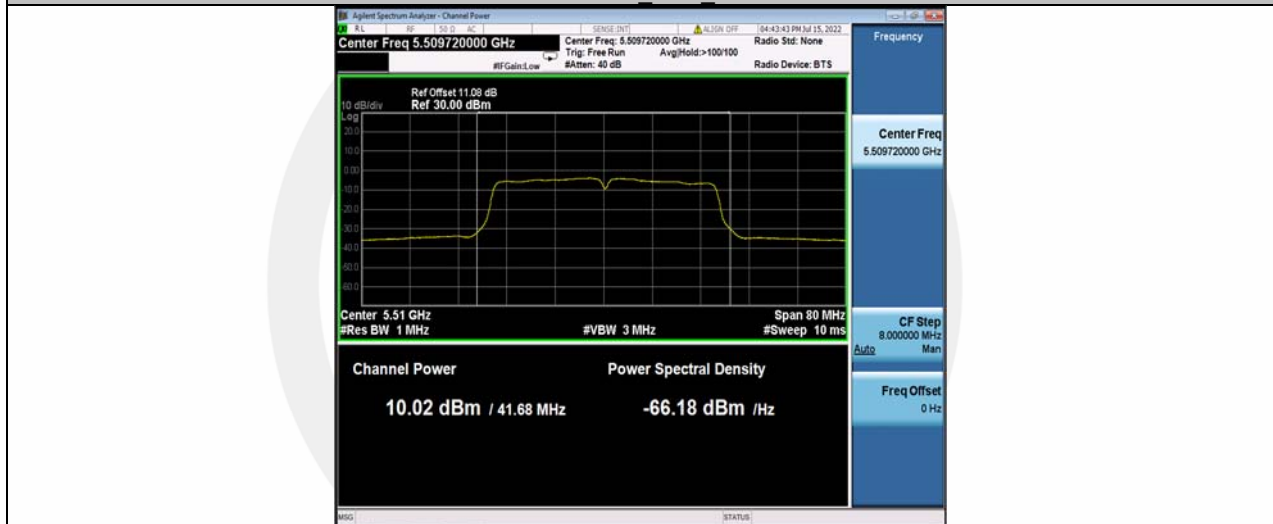 Agilent Spectrum Analyzer - Channel Power
RL RF 50 Ω AC SENSE:INT ALIGN OFF 04:43:43 PM Jul 15, 2022
Center Freq 5.509720000 GHz
Center Freq: 5.509720000 GHz
Radio Std: None
Trig: Free Run Avg|Hold:>100/100
#IFGain:Low
#Atten: 40 dB
Radio Device: BTS
Frequency
Ref Offset 11.08 dB
10 dB/div Ref 30.00 dBm
Log
20.0
10.0
0.00
-10.0
-20.0
-30.0
-40.0
-50.0
-60.0
Center 5.51 GHz Span 80 MHz
#Res BW 1 MHz #VBW 3 MHz #Sweep 10 ms
Channel Power Power Spectral Density
10.02 dBm / 41.68 MHz -66.18 dBm /Hz
Center Freq
5.509720000 GHz
CF Step
8.000000 MHz
Auto Man
Freq Offset
0 Hz
MSG STATUS